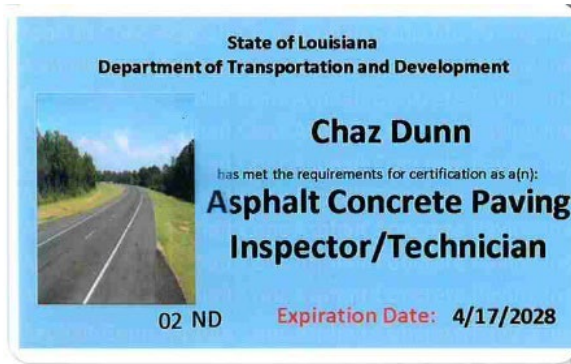 State of Louisiana
Department of Transportation and Development
Chaz Dunn
has met the requirements for certification as a(n):
Asphalt Concrete Paving
Inspector/Technician
02 ND
Expiration Date: 4/17/2028